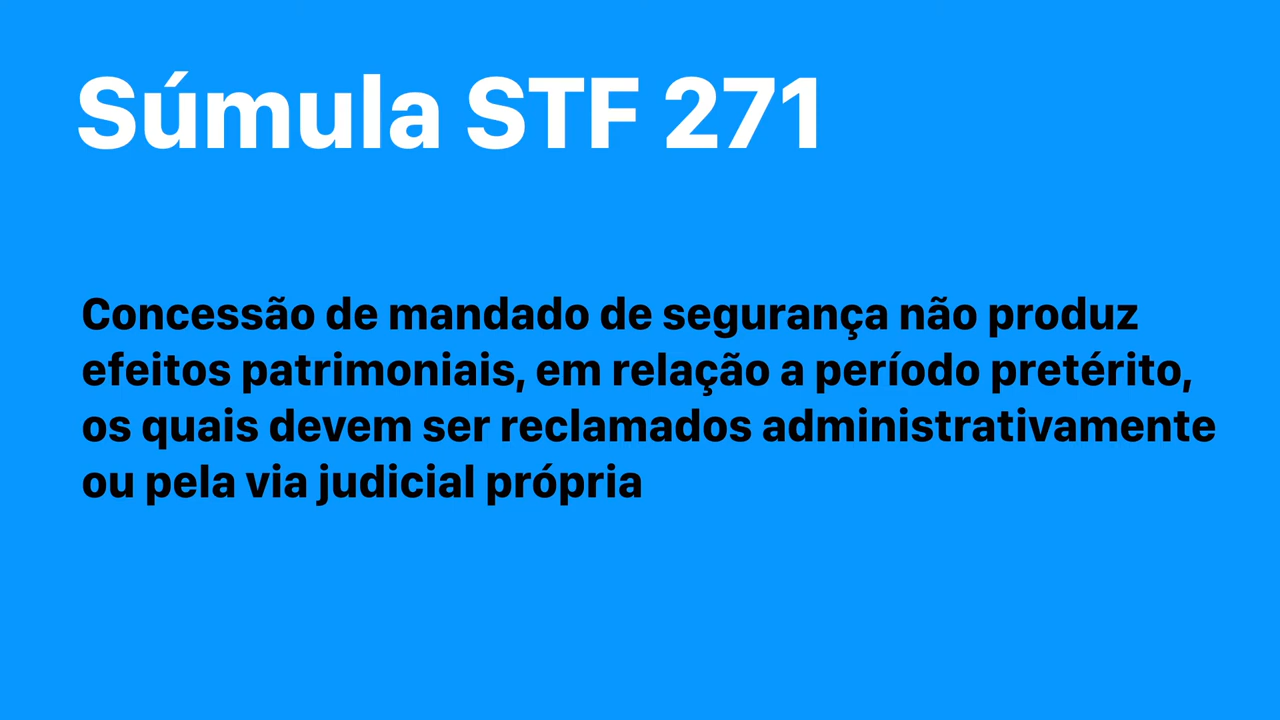 Súmula STF 271
Concessão de mandado de segurança não produz
efeitos patrimoniais, em relação a período pretérito,
os quais devem ser reclamados administrativamente
ou pela via judicial própria